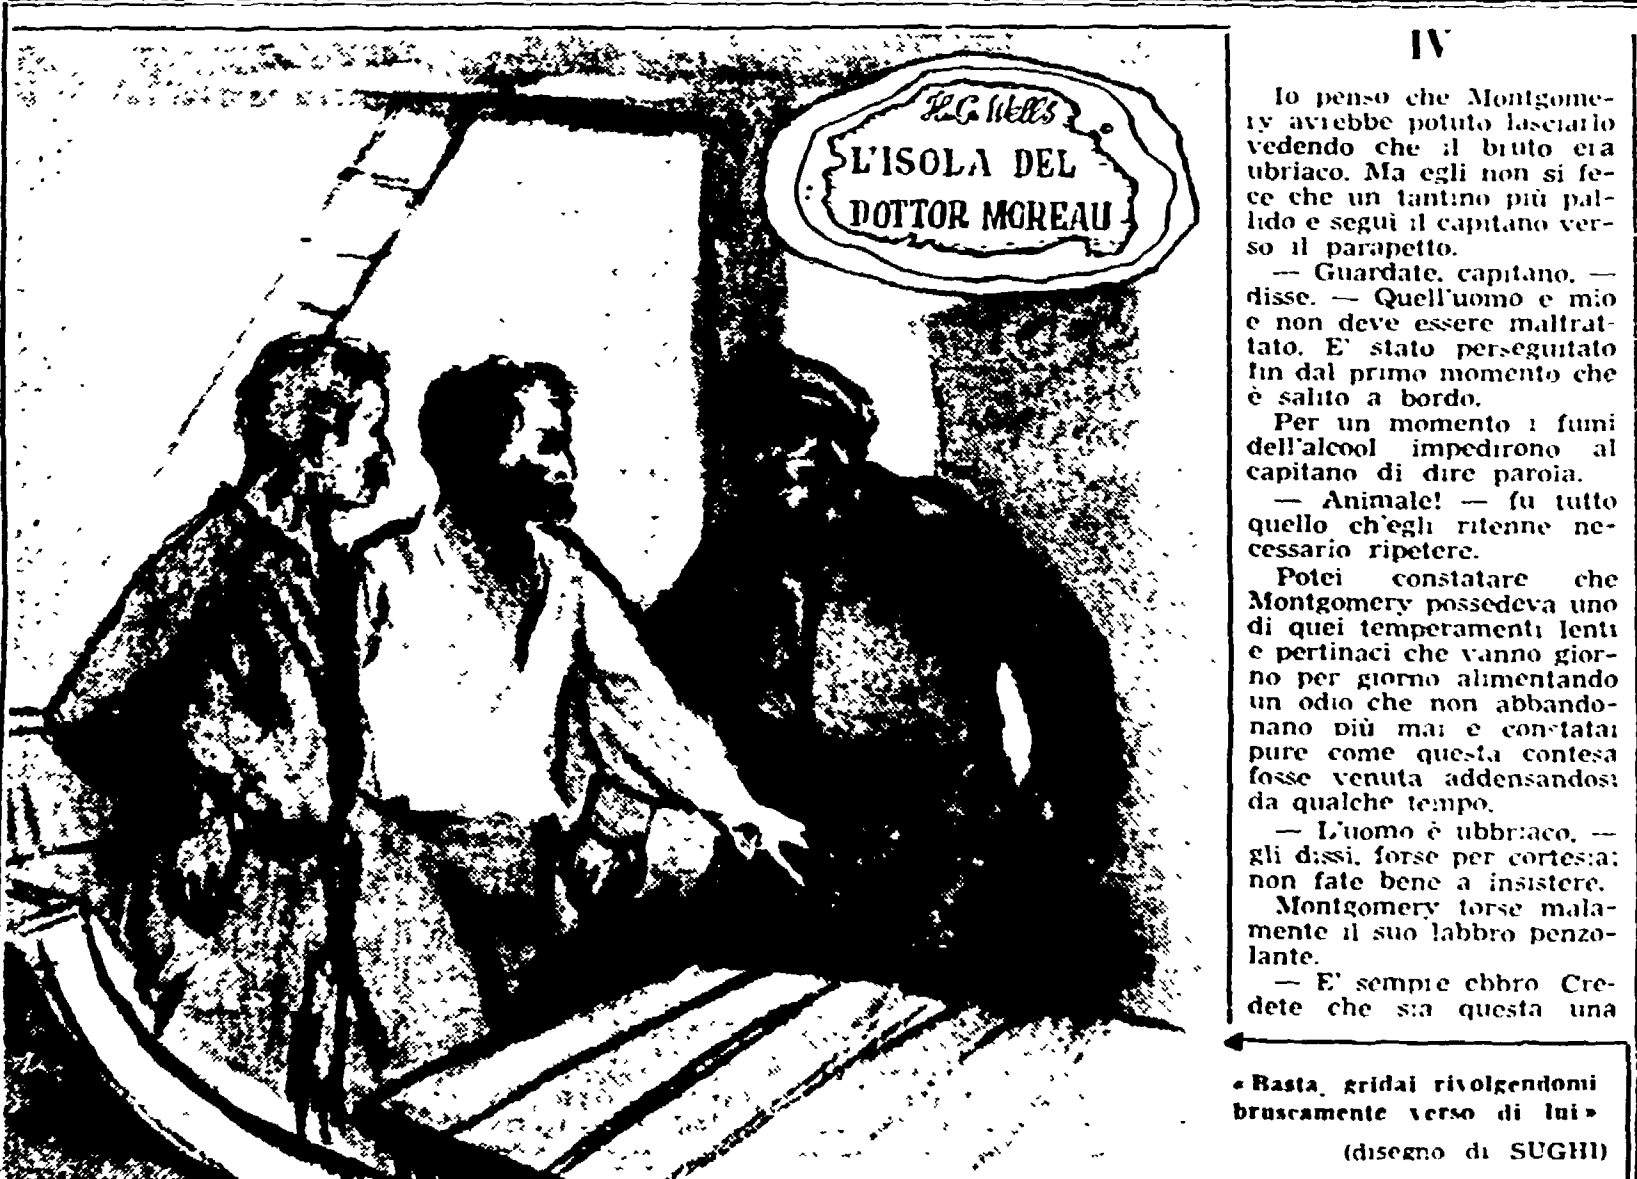 H. G. Wells
L'ISOLA DEL
DOTTOR MOREAU
IV
Io penso che Montgome-
ry avrebbe potuto lasciarlo
vedendo che il bruto era
ubriaco. Ma egli non si fe-
ce che un tantino più pal-
lido e seguì il capitano ver-
so il parapetto.
— Guardate, capitano, —
disse. — Quell'uomo e mio
e non deve essere maltrat-
tato. E' stato perseguitato
fin dal primo momento che
è salito a bordo.
Per un momento i fumi
dell'alcool impedirono al
capitano di dire parola.
— Animale! — fu tutto
quello ch'egli ritenne ne-
cessario ripetere.
Potei constatare che
Montgomery possedeva uno
di quei temperamenti lenti
e pertinaci che vanno gior-
no per giorno alimentando
un odio che non abbando-
nano più mai e constatai
pure come questa contesa
fosse venuta addensandosi
da qualche tempo.
— L'uomo è ubbriaco, —
gli dissi, forse per cortesia;
non fate bene a insistere.
Montgomery torse mala-
mente il suo labbro penzo-
lante.
— E' sempre ebbro Cre-
dete che sia questa una
« Basta, gridai rivolgendomi
bruscamente verso di lui »
(disegno di SUGHI)